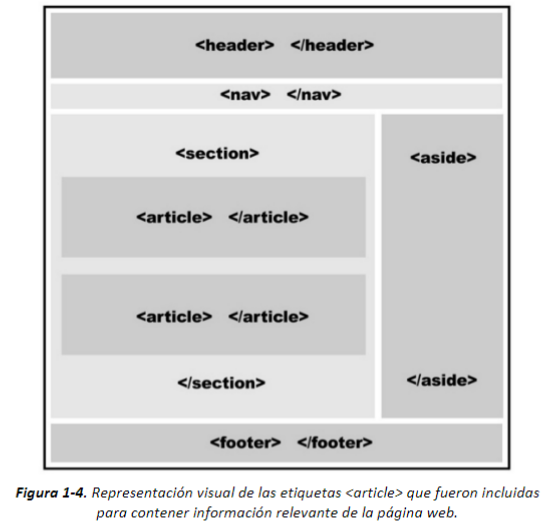 <header> </header>
<nav> </nav>
<section>
<article> </article>
<article> </article>
</section>
<aside>
</aside>
<footer> </footer>
Figura 1-4. Representación visual de las etiquetas <article> que fueron incluidas
para contener información relevante de la página web.